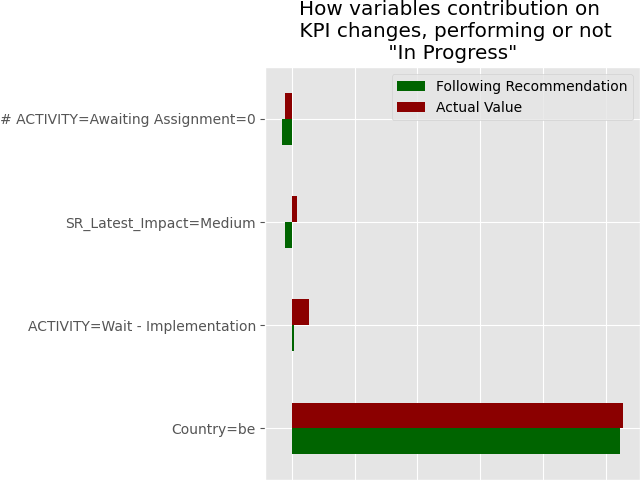 How variables contribution on
KPI changes, performing or not
"In Progress"
Following Recommendation
Actual Value
# ACTIVITY=Awaiting Assignment=0
SR_Latest_Impact=Medium
ACTIVITY=Wait - Implementation
Country=be